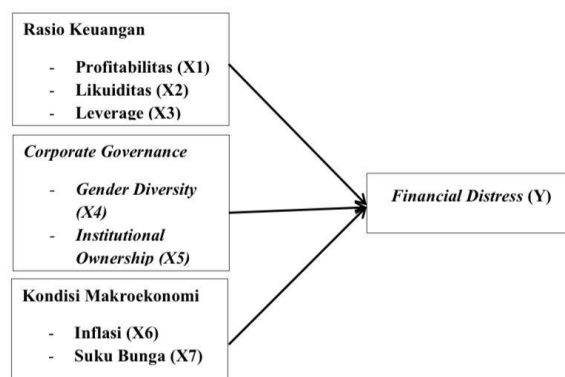 Rasio Keuangan
- Profitabilitas (X1)
- Likuiditas (X2)
- Leverage (X3)
Corporate Governance
- Gender Diversity
(X4)
- Institutional
Ownership (X5)
Kondisi Makroekonomi
- Inflasi (X6)
- Suku Bunga (X7)
Financial Distress (Y)